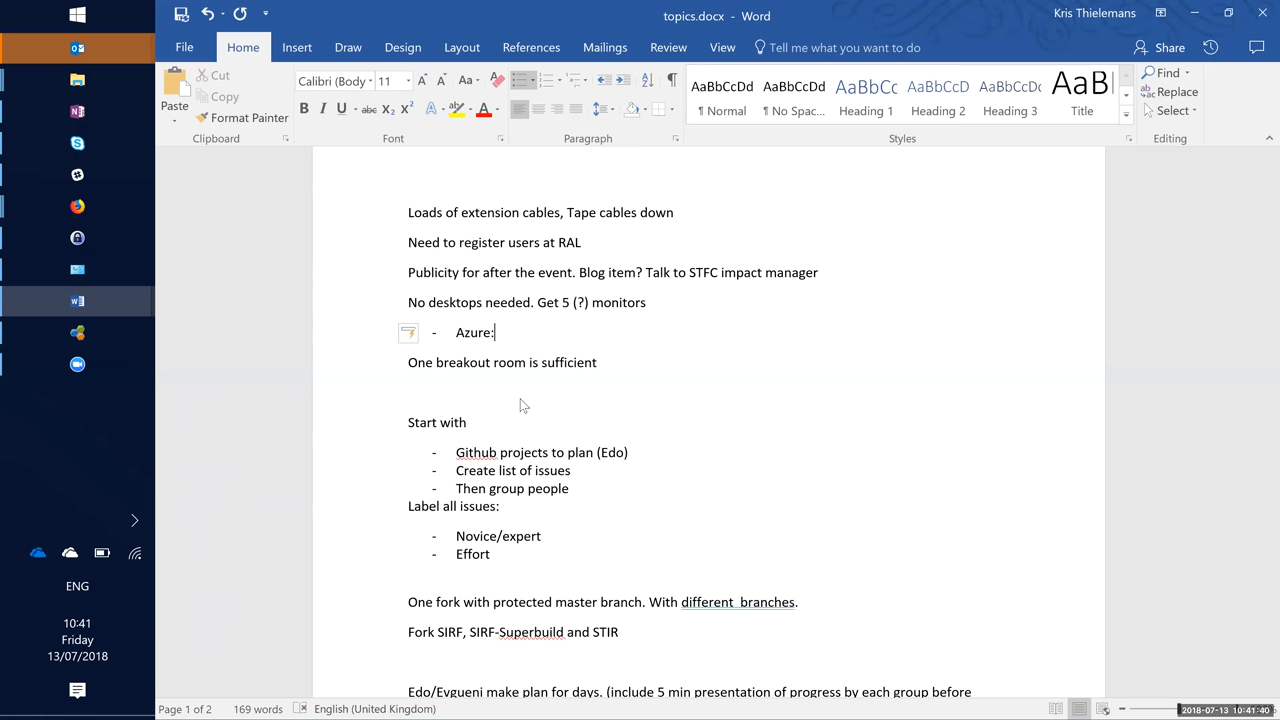 topics.docx - Word
Kris Thielemans
File Home Insert Draw Design Layout References Mailings Review View Tell me what you want to do Share
Paste
Cut
Copy
Format Painter
Calibri (Body 11
Aa
B I U abc X2 X2 A A
AaBbCcDd AaBbCcDd AaBbCc AaBbCcD AaBbCcDc AaB
¶ Normal ¶ No Spac... Heading 1 Heading 2 Heading 3 Title
Find
Replace
Select
Clipboard Font Paragraph Styles Editing
Loads of extension cables, Tape cables down
Need to register users at RAL
Publicity for after the event. Blog item? Talk to STFC impact manager
No desktops needed. Get 5 (?) monitors
- Azure:
One breakout room is sufficient
Start with
- Github projects to plan (Edo)
- Create list of issues
- Then group people
Label all issues:
- Novice/expert
- Effort
One fork with protected master branch. With different  branches.
Fork SIRF, SIRF-Superbuild and STIR
Edo/Evgueni make plan for days. (include 5 min presentation of progress by each group before
ENG
10:41
Friday
13/07/2018
Page 1 of 2 169 words English (United Kingdom)
2018-07-13 10:41:40